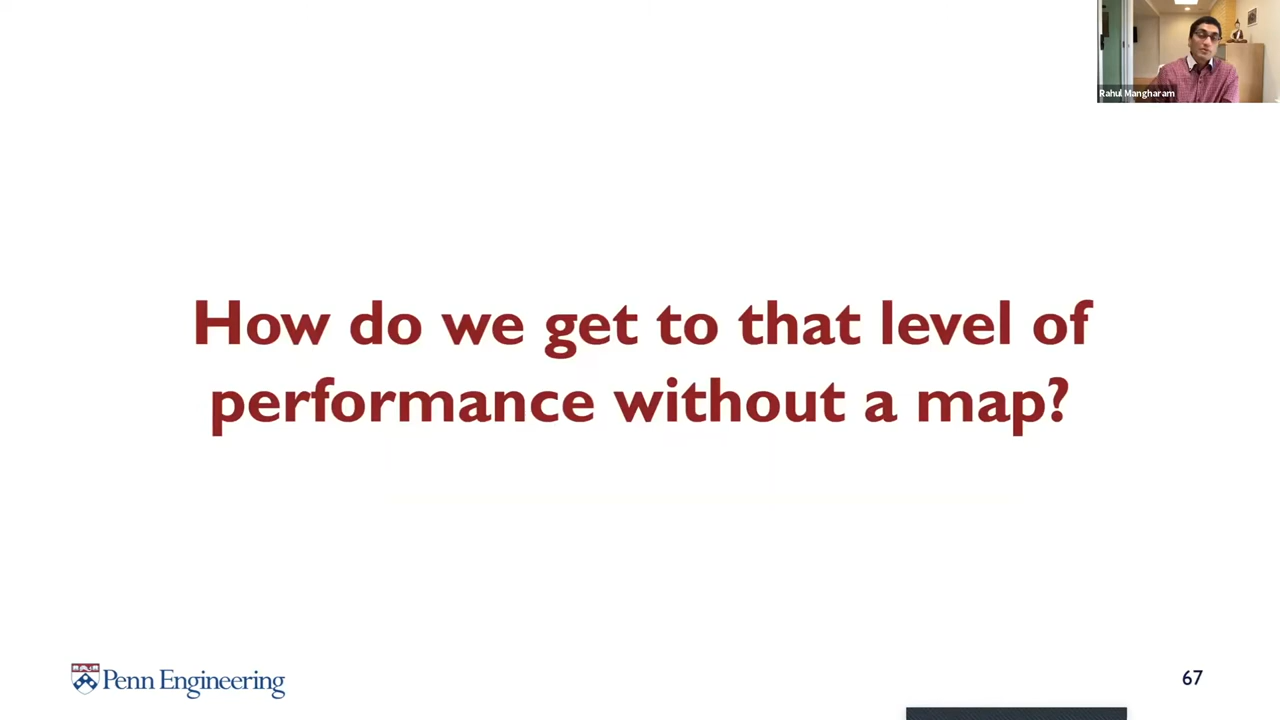 Rahul Mangharam
How do we get to that level of
performance without a map?
Penn Engineering
67